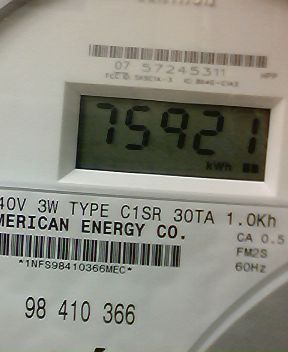 07 57245311
HPP
75921
kWh
40V 3W TYPE C1SR 30TA 1.0Kh
MERICAN ENERGY CO.
CA 0.5
FM2S
60Hz
*1NFS98410366MEC*
98 410 366